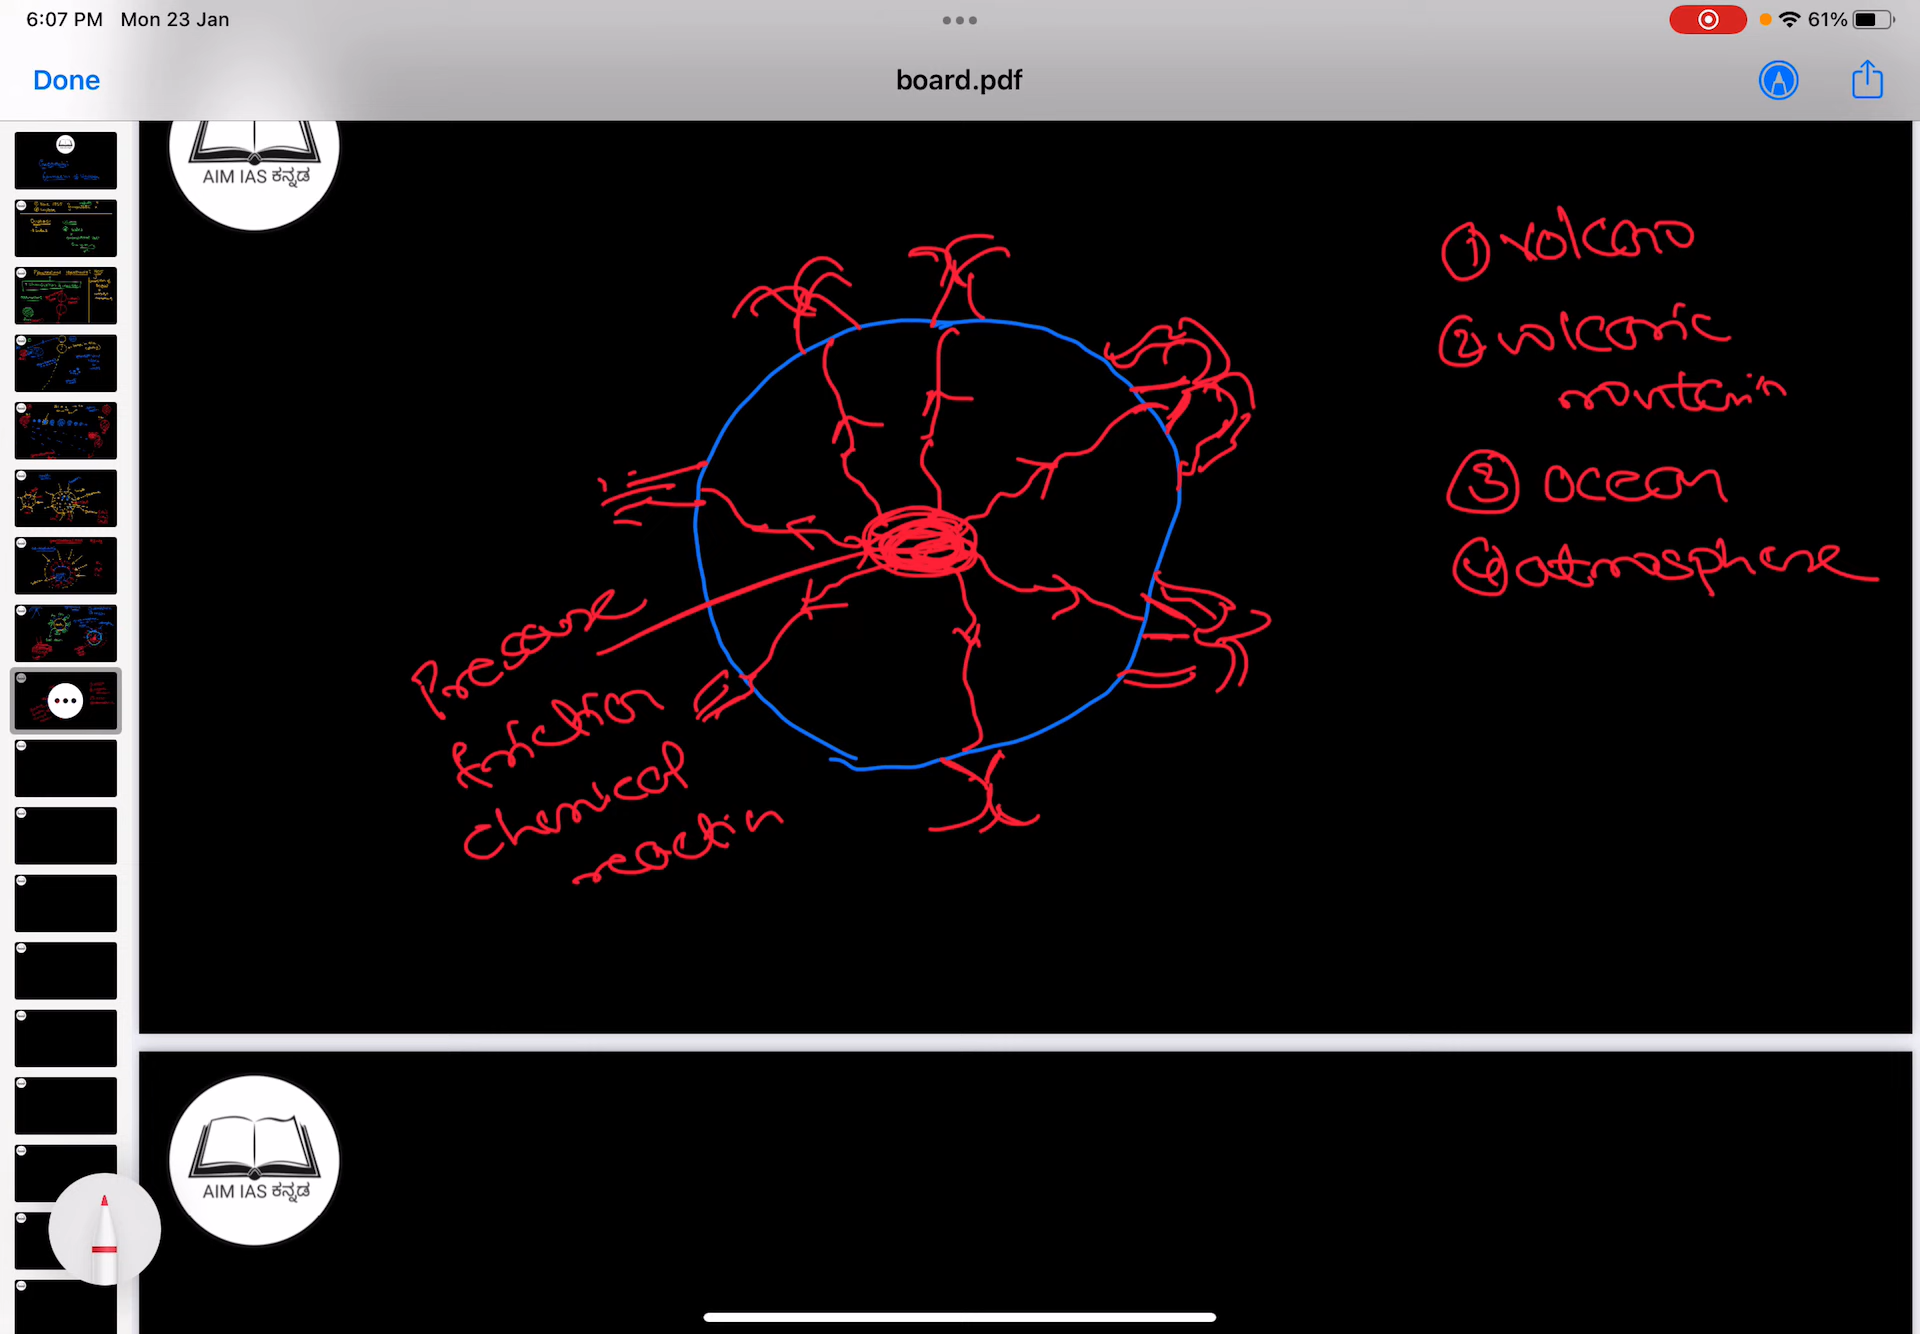 6:07 PM Mon 23 Jan
61%
Done
board.pdf
AIM IAS ಕನ್ನಡ
① volcano
② volcanic
mountain
③ ocean
④ atmosphere
Pressure
friction
chemical
reactin
AIM IAS ಕನ್ನಡ